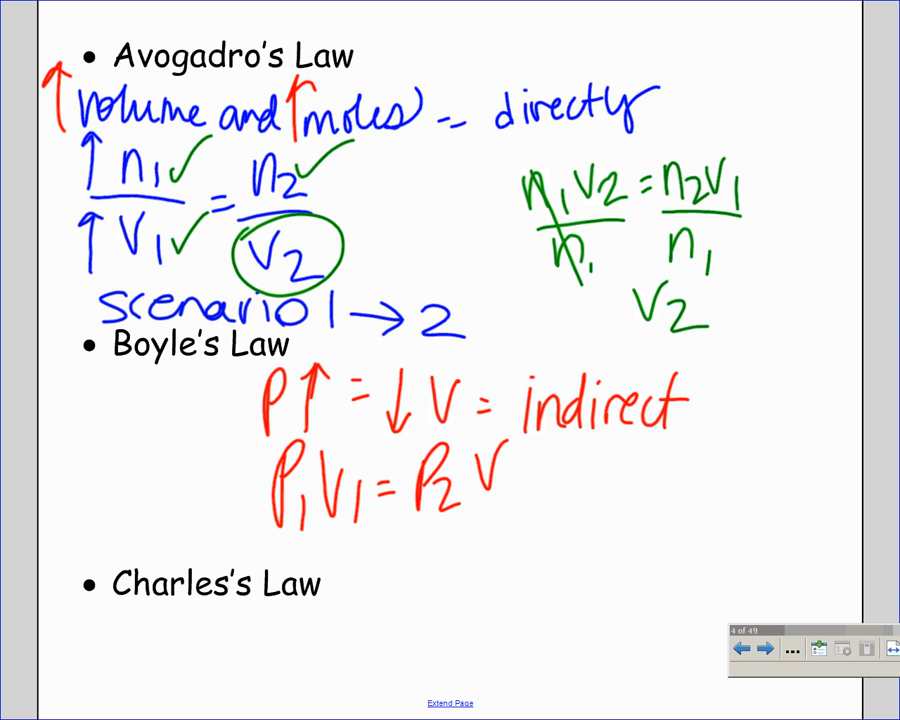 • Avogadro's Law
↑ volume and ↑ moles - directly
↑ n1 ✓ = n2 ✓
↑ V1 ✓ V2
n1V2 = n2V1
n1 n1
V2
scenario 1 → 2
• Boyle's Law
P ↑ = ↓ V = indirect
P1V1 = P2 V
• Charles's Law
4 of 49
...
Extend Page